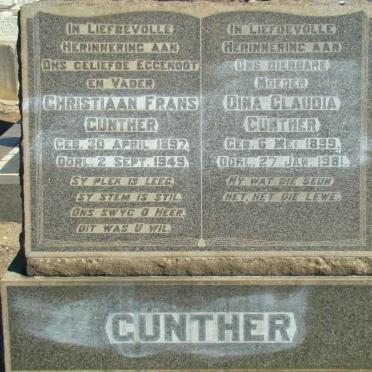 In Liefdevolle
Herinnering aan
Ons geliefde Eggenoot
en Vader
Christiaan Frans
Gunther
Geb. 30 April 1897.
Oorl. 2 Sept. 1949.
Sy plek is leeg,
Sy stem is stil.
Ons swyg O Heer,
Dit was U wil.
In Liefdevolle
Herinnering aan
Ons dierbare
Moeder
Dina Claudia
Gunther
Geb. 6 Mei 1899.
Oorl. 27 Jan. 1981.
Hy wat die seun
het, het die lewe.
GÜNTHER